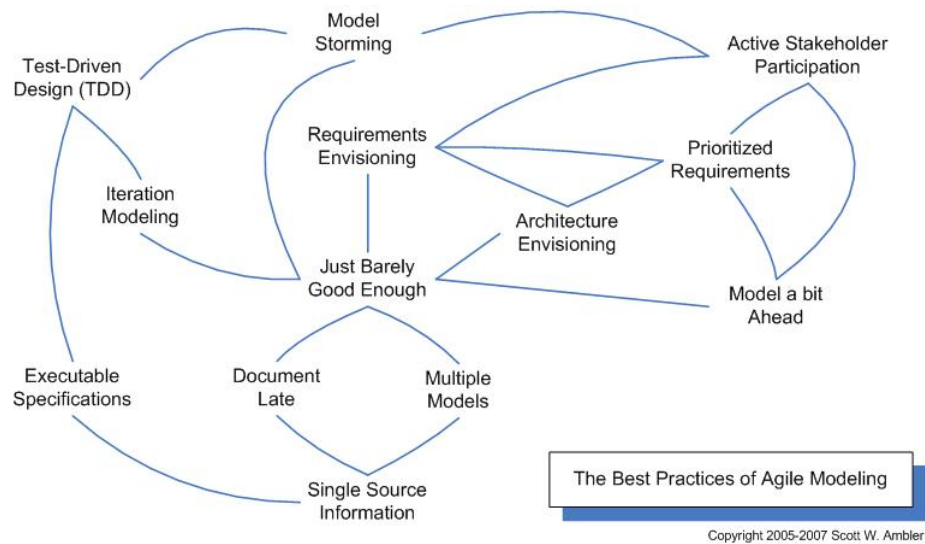 Model
Storming
Test-Driven
Design (TDD)
Active Stakeholder
Participation
Requirements
Envisioning
Prioritized
Requirements
Iteration
Modeling
Architecture
Envisioning
Just Barely
Good Enough
Model a bit
Ahead
Executable
Specifications
Document
Late
Multiple
Models
Single Source
Information
The Best Practices of Agile Modeling
Copyright 2005-2007 Scott W. Ambler